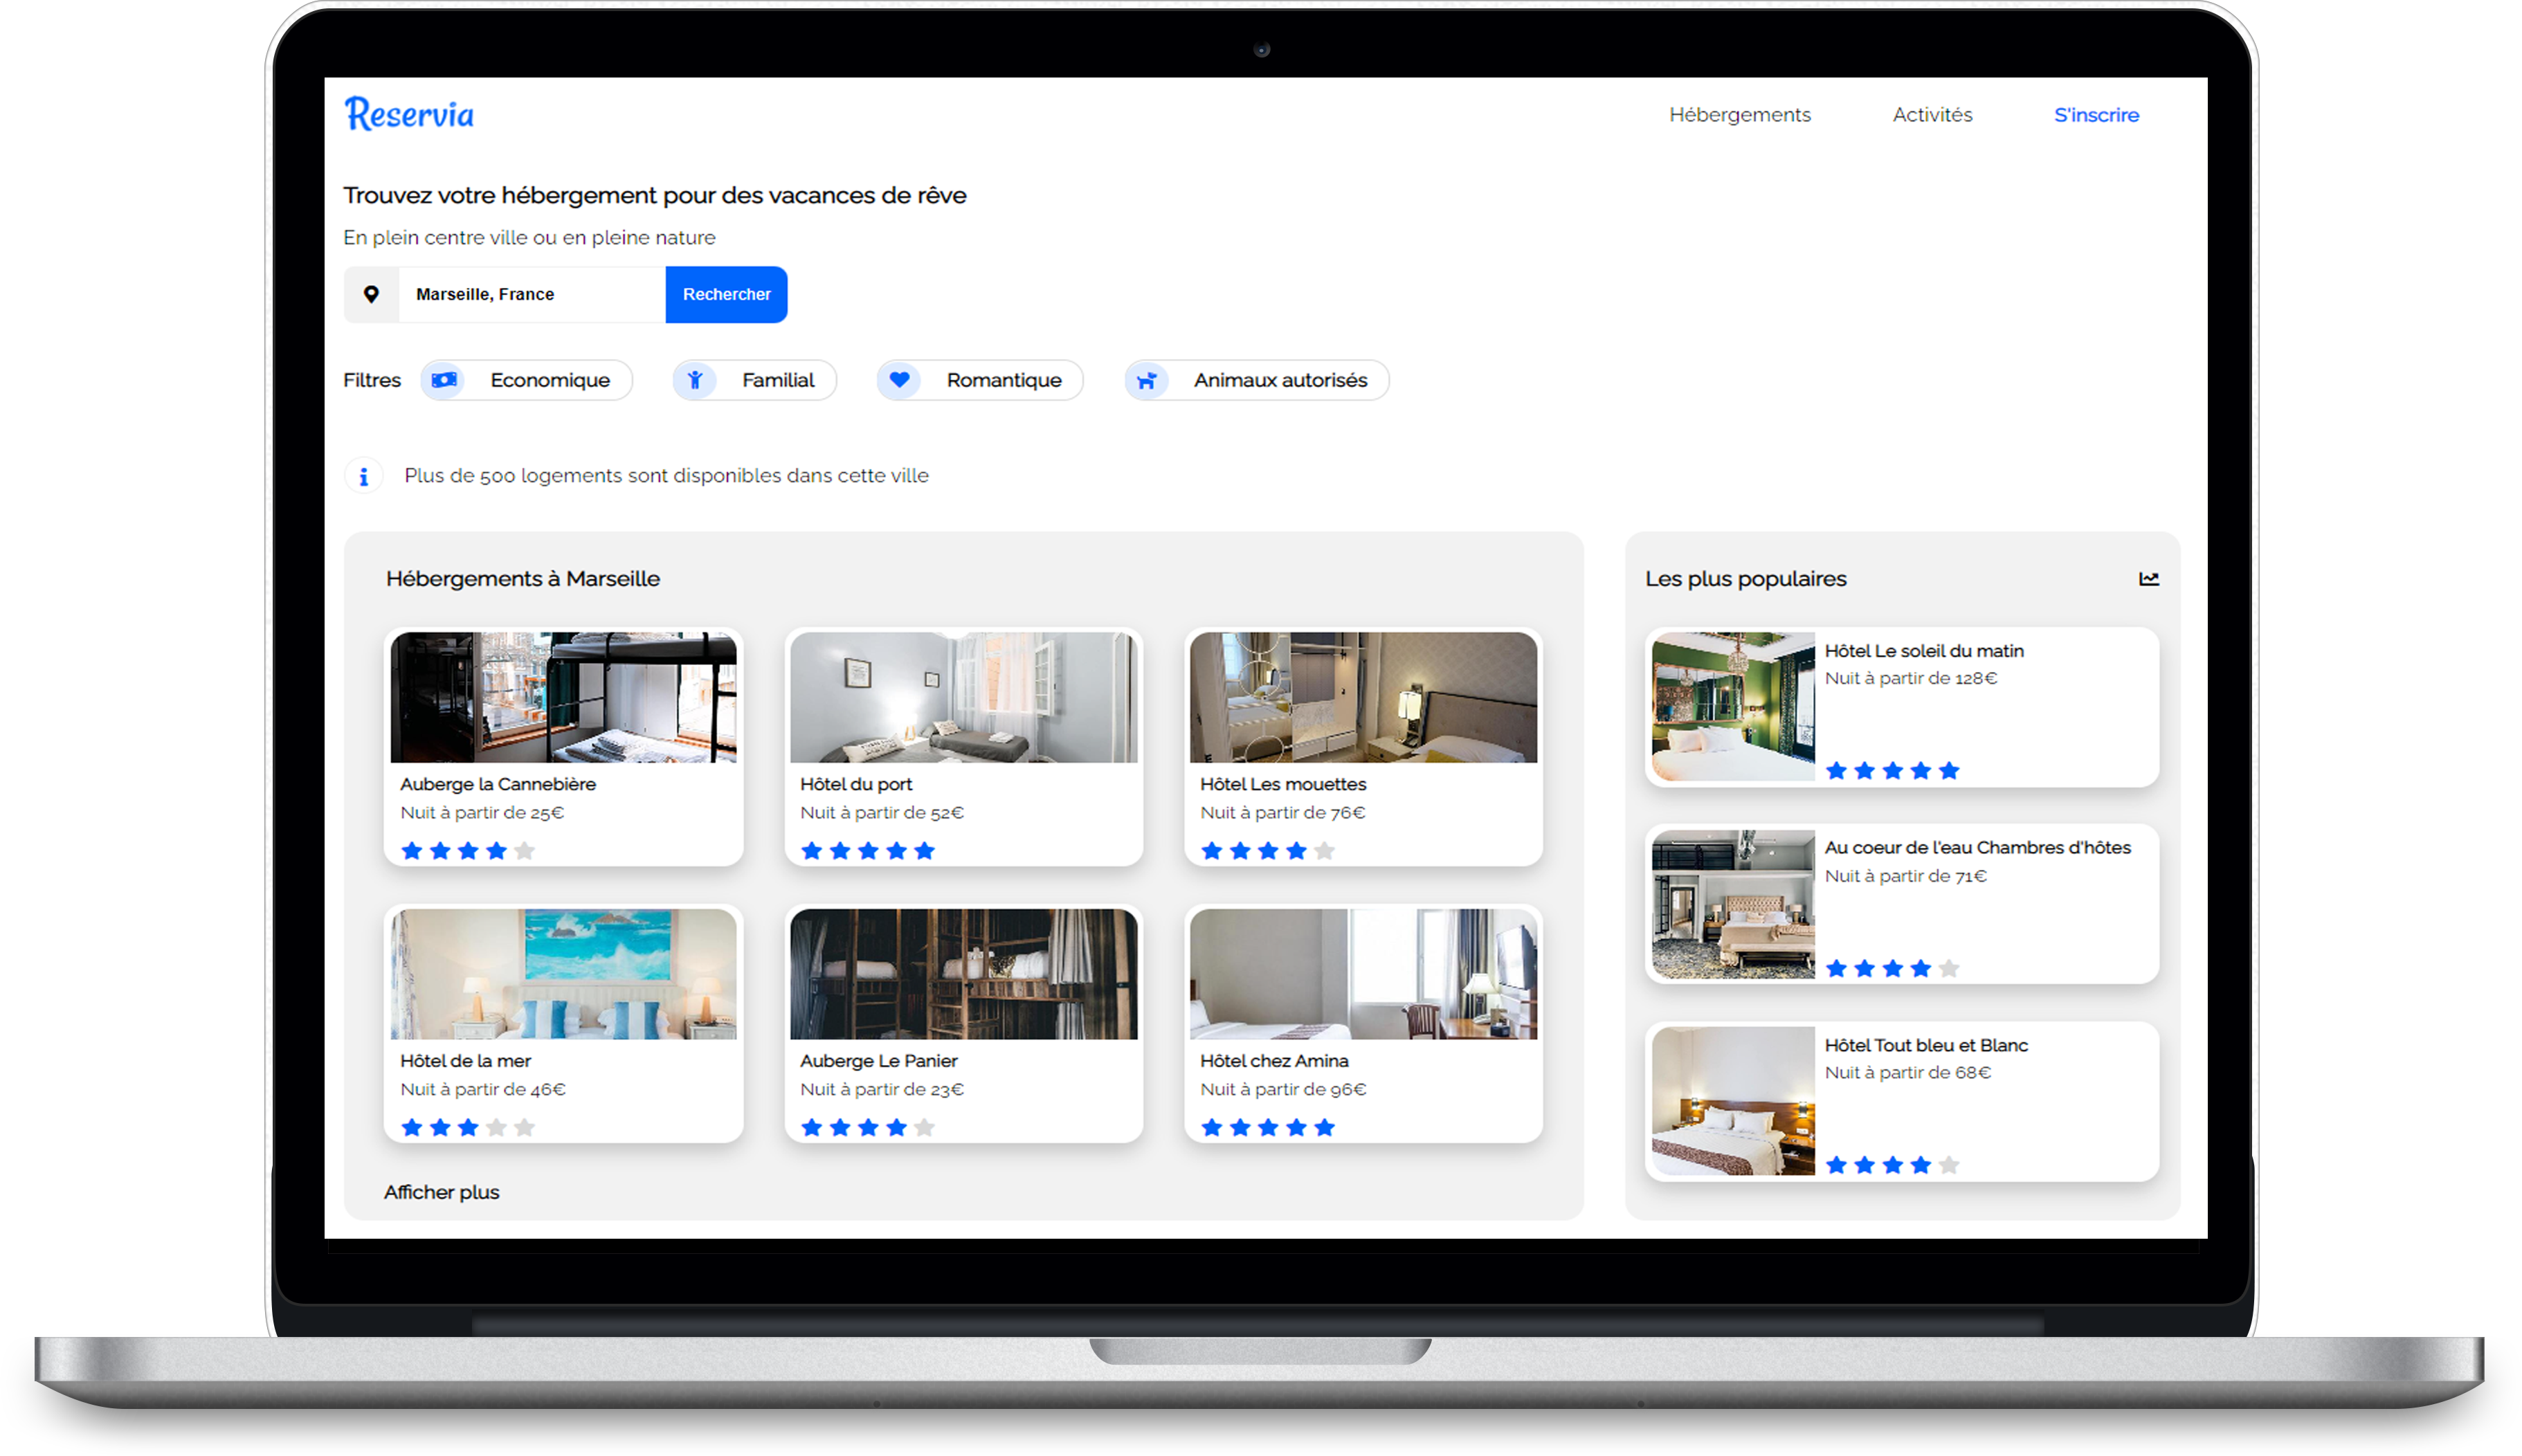 Reservia
Hébergements
Activités
S'inscrire
Trouvez votre hébergement pour des vacances de rêve
En plein centre ville ou en pleine nature
Marseille, France
Rechercher
Filtres
Economique
Familial
Romantique
Animaux autorisés
Plus de 500 logements sont disponibles dans cette ville
Hébergements à Marseille
Auberge la Cannebière
Nuit à partir de 25€
Hôtel du port
Nuit à partir de 52€
Hôtel Les mouettes
Nuit à partir de 76€
Hôtel de la mer
Nuit à partir de 46€
Auberge Le Panier
Nuit à partir de 23€
Hôtel chez Amina
Nuit à partir de 96€
Afficher plus
Les plus populaires
Hôtel Le soleil du matin
Nuit à partir de 128€
Au coeur de l'eau Chambres d'hôtes
Nuit à partir de 71€
Hôtel Tout bleu et Blanc
Nuit à partir de 68€